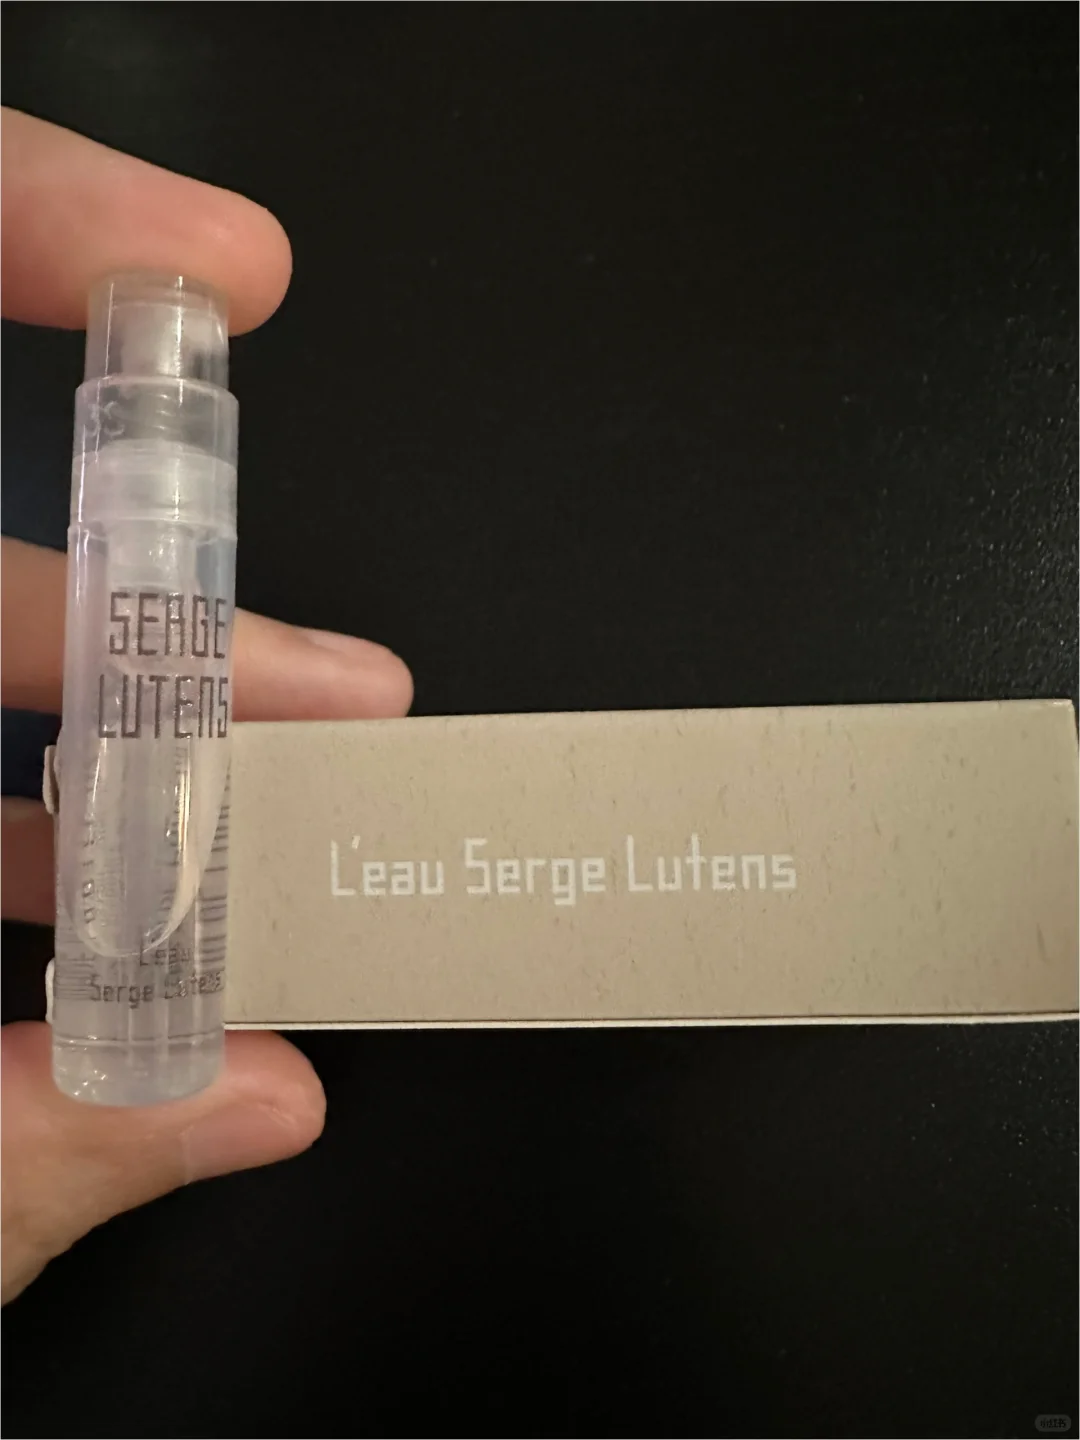 SERGE
LUTENS
L'eau
Serge Lutens
L'eau Serge Lutens